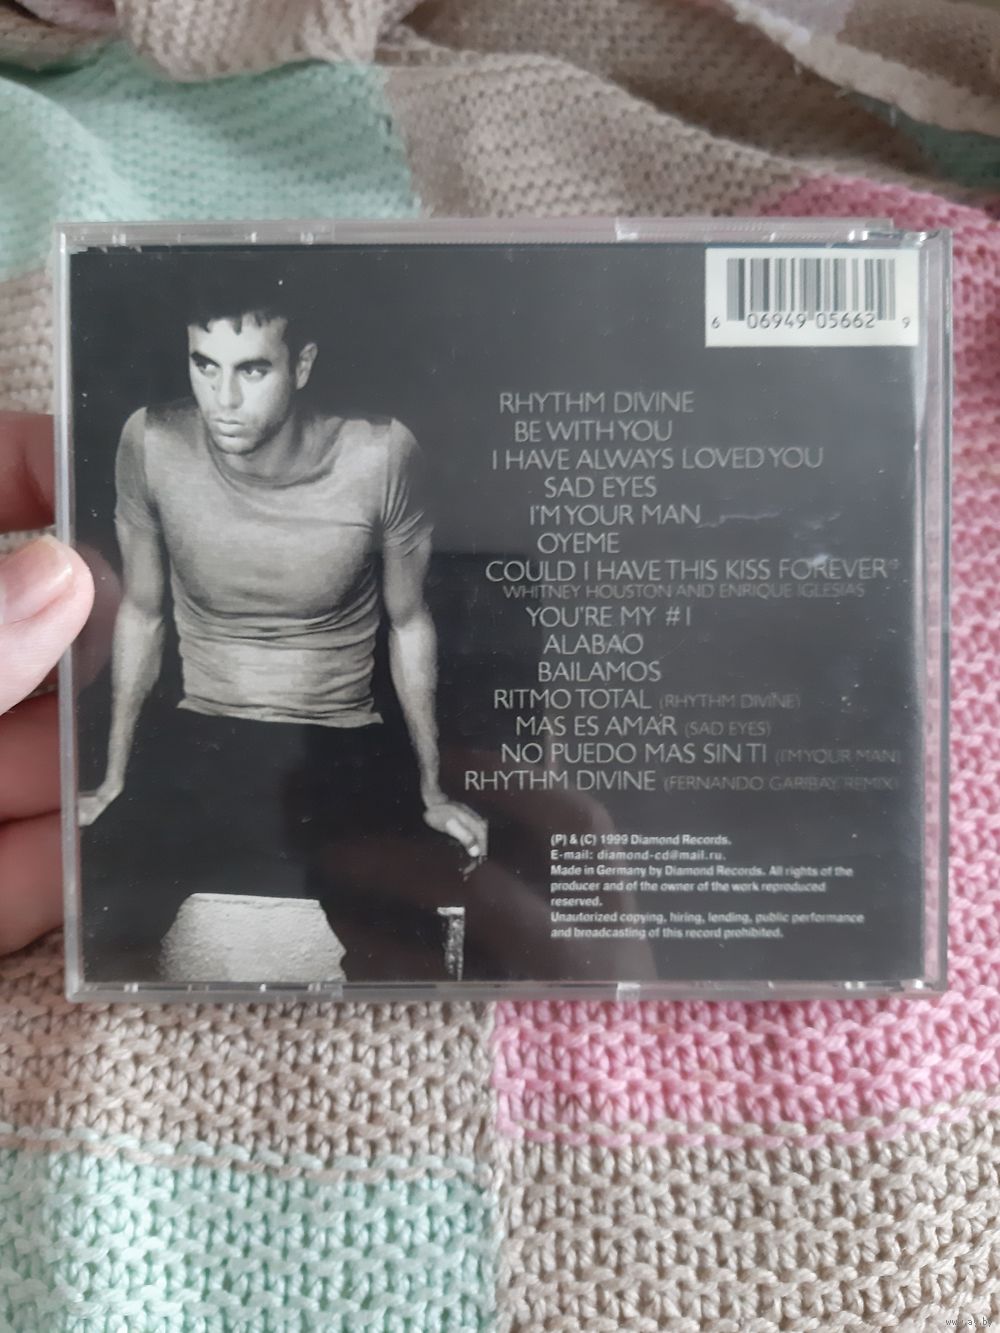 6 06949 05662 9
RHYTHM DIVINE
BE WITH YOU
I HAVE ALWAYS LOVED YOU
SAD EYES
I'M YOUR MAN
OYEME
COULD I HAVE THIS KISS FOREVER
WHITNEY HOUSTON AND ENRIQUE IGLESIAS
YOU'RE MY #1
ALABAO
BAILAMOS
RITMO TOTAL (RHYTHM DIVINE)
MAS ES AMAR (SAD EYES)
NO PUEDO MAS SIN TI (I'M YOUR MAN)
RHYTHM DIVINE (FERNANDO GARIBAY REMIX)
(P) & (C) 1999 Diamond Records.
E-mail: diamond-cd@mail.ru.
Made in Germany by Diamond Records. All rights of the
producer and of the owner of the work reproduced
reserved.
Unautorized copying, hiring, lending, public performance
and broadcasting of this record prohibited.